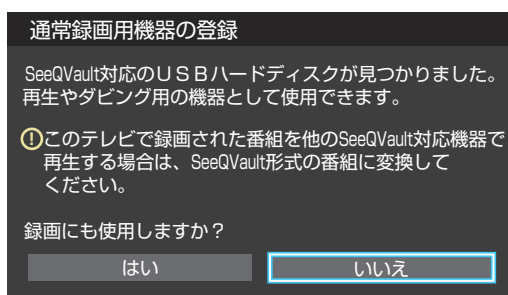 通常録画用機器の登録
SeeQVault対応のＵＳＢハードディスクが見つかりました。
再生やダビング用の機器として使用できます。
!このテレビで録画された番組を他のSeeQVault対応機器で
再生する場合は、SeeQVault形式の番組に変換して
ください。
録画にも使用しますか？
はい
いいえ